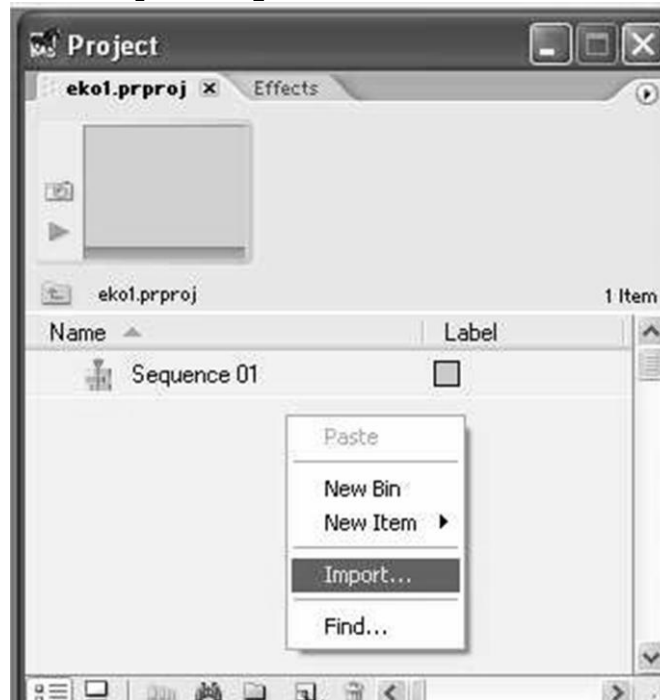 Project
eko1.prproj Effects
eko1.prproj 1 Item
Name Label
Sequence 01
Paste
New Bin
New Item
Import...
Find...